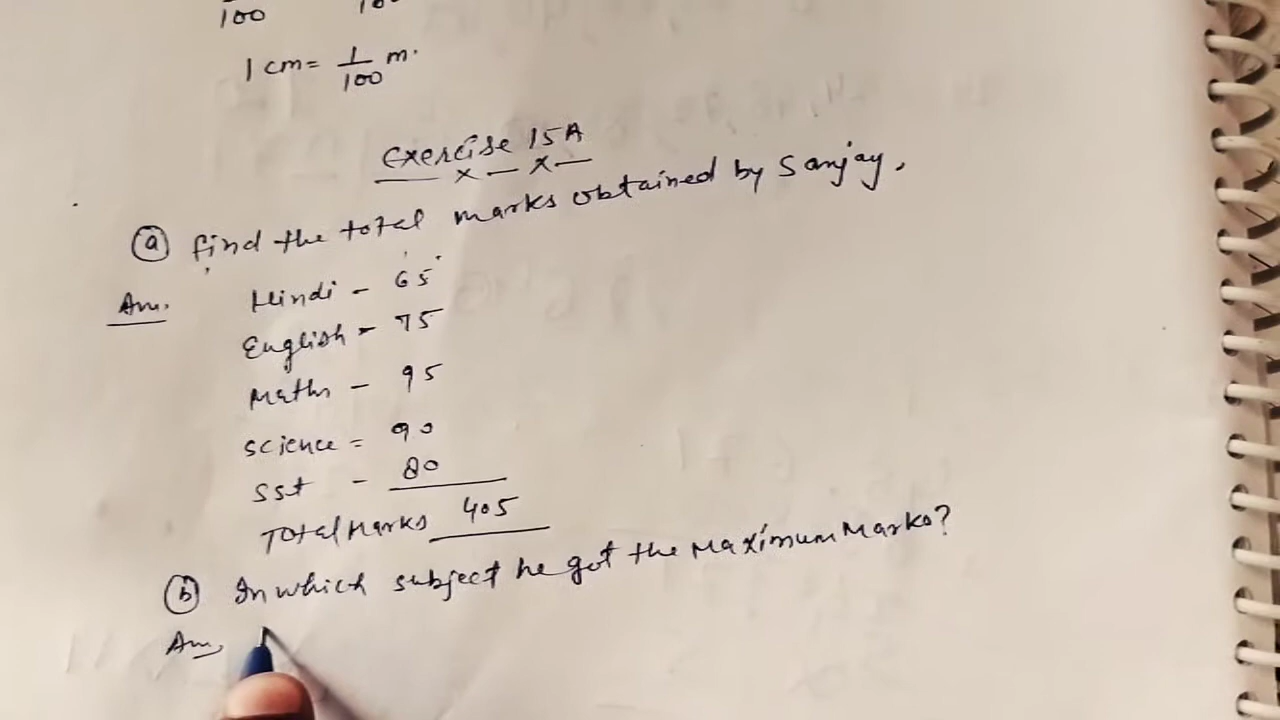 100
1 cm = 1/100 m.
Exercise 15A
(a) find the total marks obtained by Sanjay.
Ans. Hindi - 65
English - 75
Maths - 95
Science = 90
SSt - 80
Total Marks 405
(b) In which subject he got the Maximum Marks?
Ans,